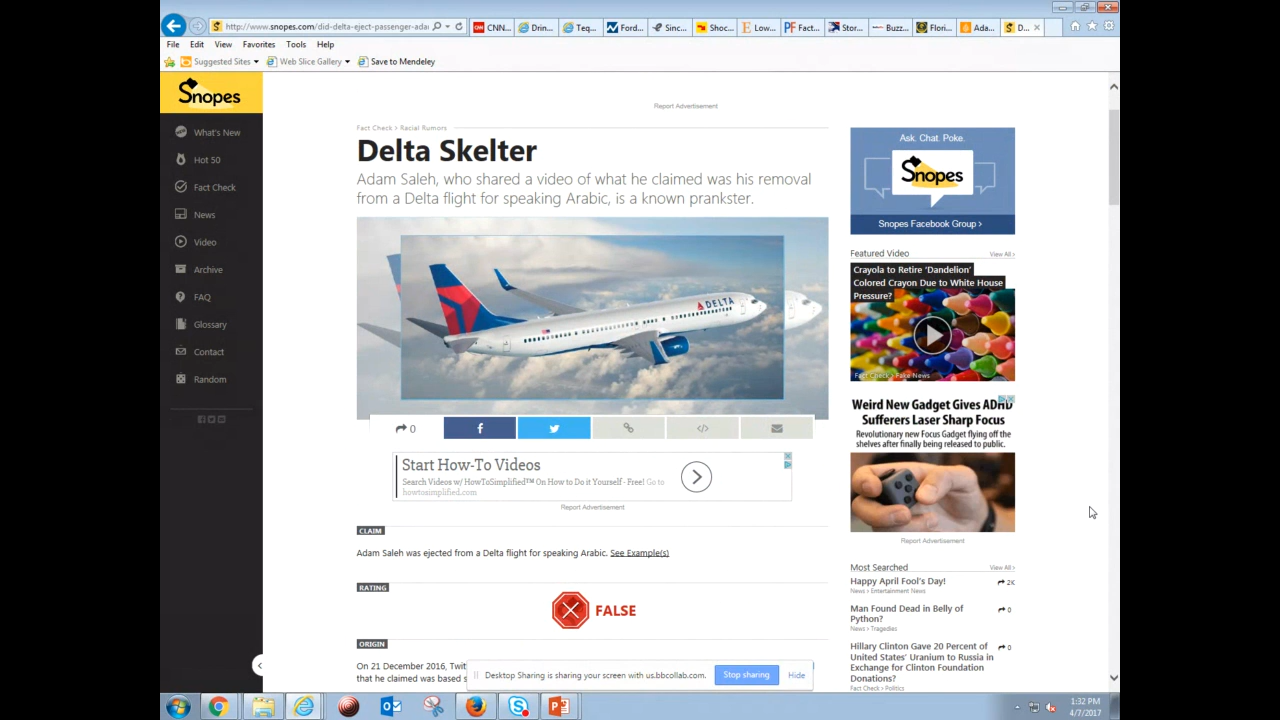 http://www.snopes.com/did-delta-eject-passenger-adar
CNN...
Drin...
Teq...
Ford...
Sinc...
Shoc...
Low...
Fact...
Stor...
Buzz...
Flori...
Ada...
D...
File Edit View Favorites Tools Help
Suggested Sites
Web Slice Gallery
Save to Mendeley
Snopes
What's New
Hot 50
Fact Check
News
Video
Archive
FAQ
Glossary
Contact
Random
Report Advertisement
Fact Check > Racial Rumors
Delta Skelter
Adam Saleh, who shared a video of what he claimed was his removal
from a Delta flight for speaking Arabic, is a known prankster.
DELTA
0
Start How-To Videos
Search Videos w/ HowToSimplified™ On How to Do it Yourself - Free! Go to
howtosimplified.com
Report Advertisement
CLAIM
Adam Saleh was ejected from a Delta flight for speaking Arabic. See Example(s)
RATING
FALSE
ORIGIN
On 21 December 2016, Twit
that he claimed was based s
Ask. Chat. Poke.
Snopes
Snopes Facebook Group >
Featured Video
View All >
Crayola to Retire 'Dandelion'
Colored Crayon Due to White House
Pressure?
Fact Check > Fake News
Weird New Gadget Gives ADHD
Sufferers Laser Sharp Focus
Revolutionary new Focus Gadget flying off the
shelves after finally being released to public.
Report Advertisement
Most Searched
View All >
Happy April Fool's Day!
2K
News > Entertainment News
Man Found Dead in Belly of
Python?
0
News > Tragedies
Hillary Clinton Gave 20 Percent of
United States' Uranium to Russia in
Exchange for Clinton Foundation
Donations?
0
Fact Check > Politics
Desktop Sharing is sharing your screen with us.bbcollab.com.
Stop sharing
Hide
1:32 PM
4/7/2017